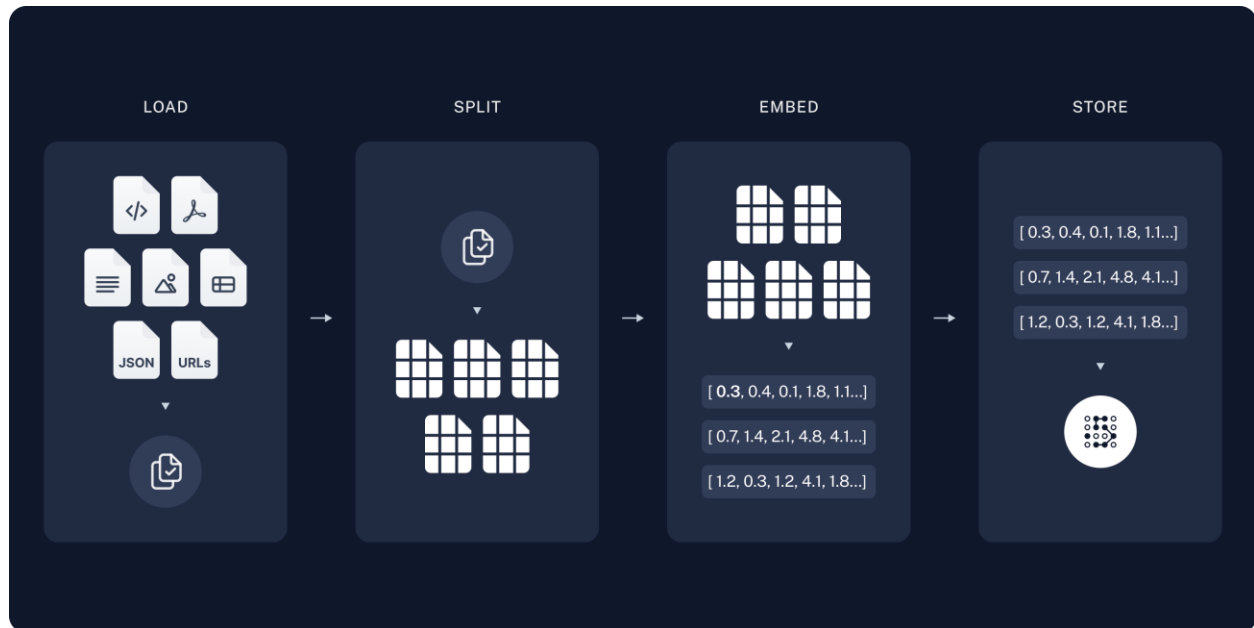 LOAD
SPLIT
EMBED
STORE
</>
JSON
URLs
[ 0.3, 0.4, 0.1, 1.8, 1.1...]
[ 0.7, 1.4, 2.1, 4.8, 4.1...]
[ 1.2, 0.3, 1.2, 4.1, 1.8...]
[ 0.3, 0.4, 0.1, 1.8, 1.1...]
[ 0.7, 1.4, 2.1, 4.8, 4.1...]
[ 1.2, 0.3, 1.2, 4.1, 1.8...]